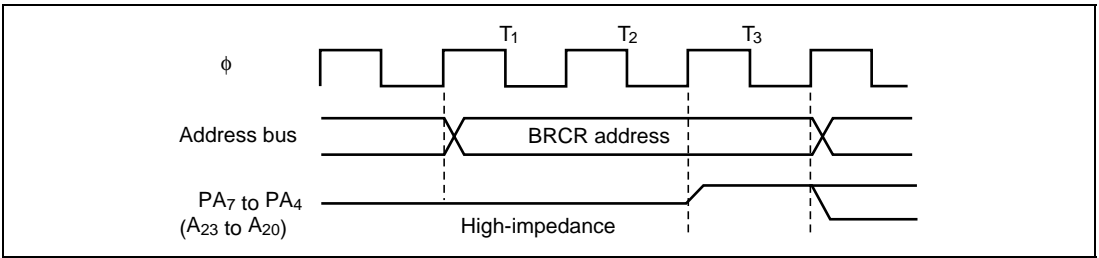 T1 T2 T3
ϕ
Address bus BRCR address
PA7 to PA4
(A23 to A20) High-impedance